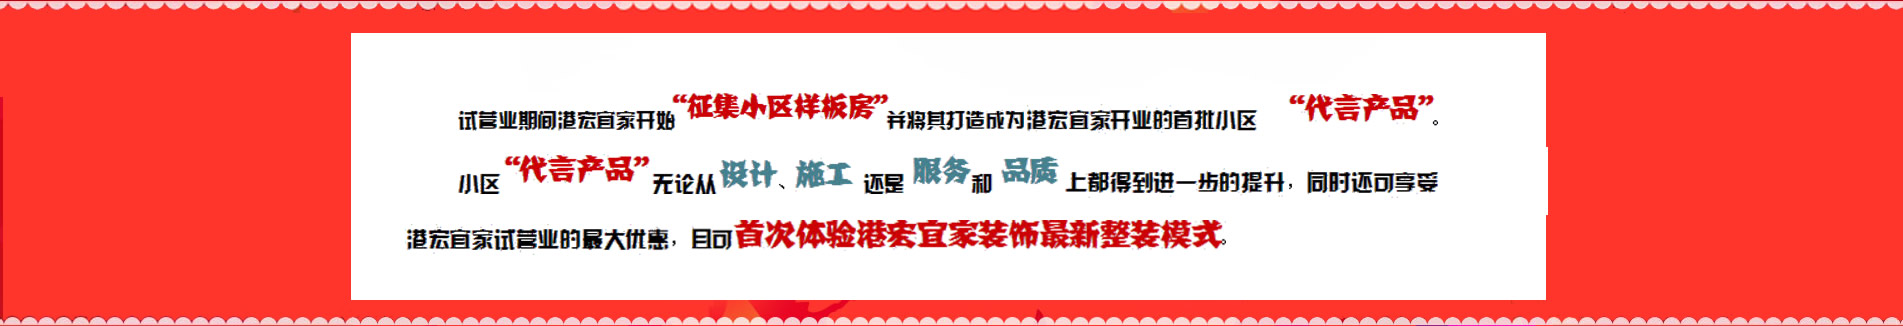 试营业期间港宏宜家开始“征集小区样板房”并将其打造成为港宏宜家开业的首批小区 “代言产品”。
小区“代言产品”无论从设计、施工 还是 服务和 品质 上都得到进一步的提升，同时还可享受
港宏宜家试营业的最大优惠，且可首次体验港宏宜家装饰最新整装模式。